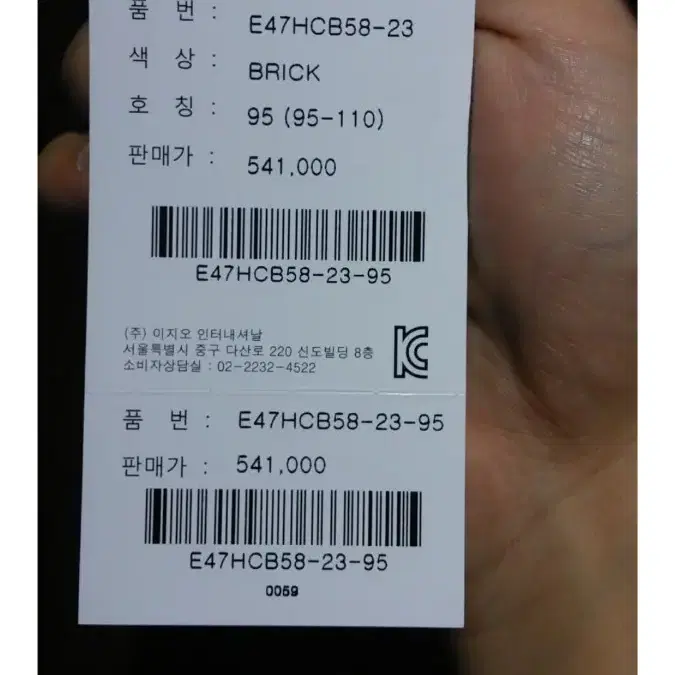 품 번 : E47HCB58-23
색 상 : BRICK
호 칭 : 95 (95-110)
판매가 : 541,000
E47HCB58-23-95
(주) 이지오 인터내셔날
서울특별시 중구 다산로 220 신도빌딩 8층
소비자상담실 : 02-2232-4522
품 번 : E47HCB58-23-95
판매가 : 541,000
E47HCB58-23-95
0059